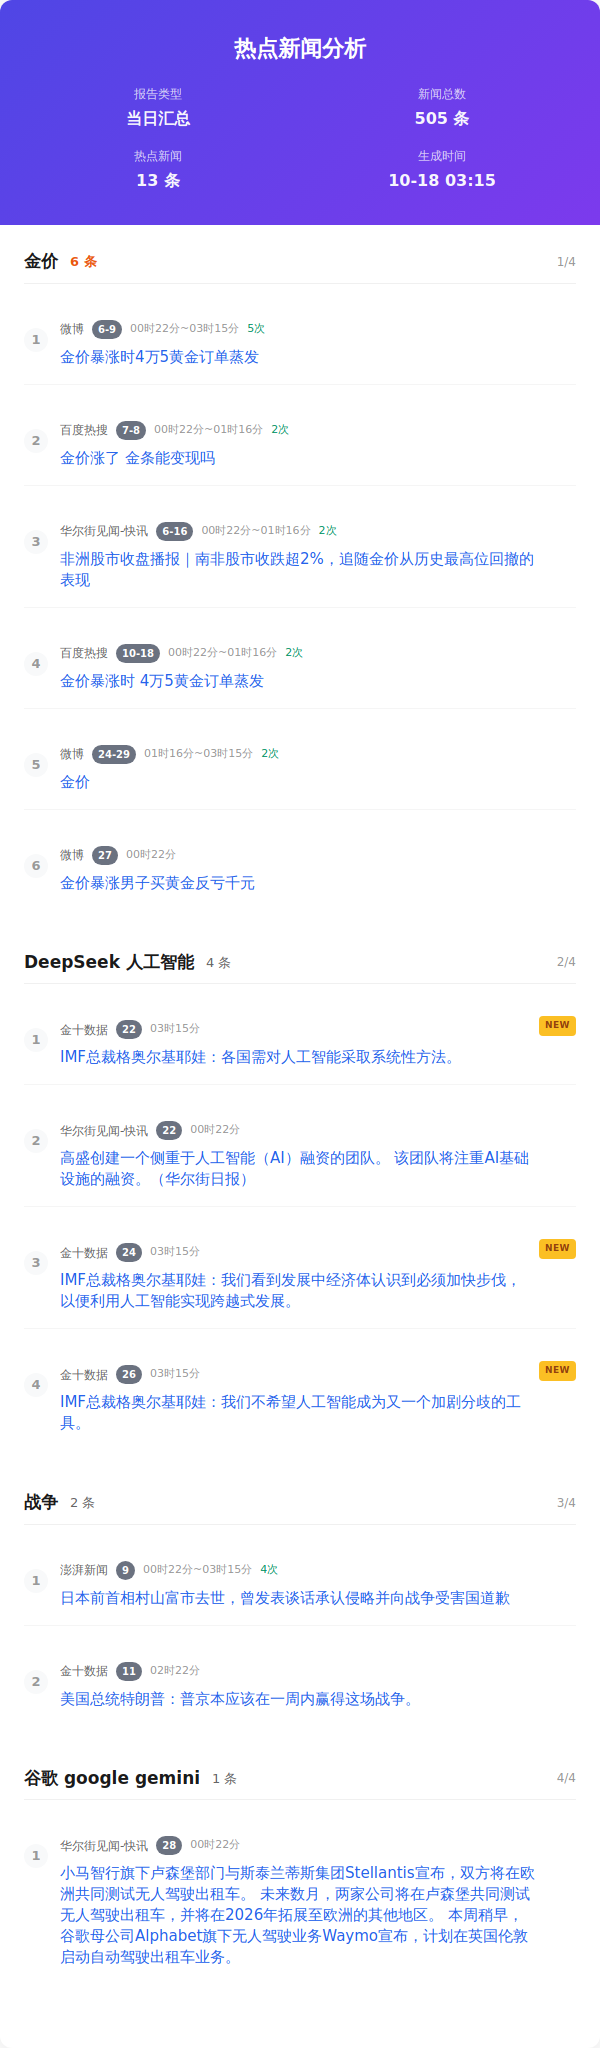 热点新闻分析
报告类型
当日汇总
新闻总数
505 条
热点新闻
13 条
生成时间
10-18 03:15
金价 6 条 1/4
1
微博 6-9 00时22分~03时15分 5次
金价暴涨时4万5黄金订单蒸发
2
百度热搜 7-8 00时22分~01时16分 2次
金价涨了 金条能变现吗
3
华尔街见闻-快讯 6-16 00时22分~01时16分 2次
非洲股市收盘播报｜南非股市收跌超2%，追随金价从历史最高位回撤的
表现
4
百度热搜 10-18 00时22分~01时16分 2次
金价暴涨时 4万5黄金订单蒸发
5
微博 24-29 01时16分~03时15分 2次
金价
6
微博 27 00时22分
金价暴涨男子买黄金反亏千元
DeepSeek 人工智能 4 条 2/4
1
金十数据 22 03时15分 NEW
IMF总裁格奥尔基耶娃：各国需对人工智能采取系统性方法。
2
华尔街见闻-快讯 22 00时22分
高盛创建一个侧重于人工智能（AI）融资的团队。 该团队将注重AI基础
设施的融资。（华尔街日报）
3
金十数据 24 03时15分 NEW
IMF总裁格奥尔基耶娃：我们看到发展中经济体认识到必须加快步伐，
以便利用人工智能实现跨越式发展。
4
金十数据 26 03时15分 NEW
IMF总裁格奥尔基耶娃：我们不希望人工智能成为又一个加剧分歧的工
具。
战争 2 条 3/4
1
澎湃新闻 9 00时22分~03时15分 4次
日本前首相村山富市去世，曾发表谈话承认侵略并向战争受害国道歉
2
金十数据 11 02时22分
美国总统特朗普：普京本应该在一周内赢得这场战争。
谷歌 google gemini 1 条 4/4
1
华尔街见闻-快讯 28 00时22分
小马智行旗下卢森堡部门与斯泰兰蒂斯集团Stellantis宣布，双方将在欧
洲共同测试无人驾驶出租车。 未来数月，两家公司将在卢森堡共同测试
无人驾驶出租车，并将在2026年拓展至欧洲的其他地区。 本周稍早，
谷歌母公司Alphabet旗下无人驾驶业务Waymo宣布，计划在英国伦敦
启动自动驾驶出租车业务。